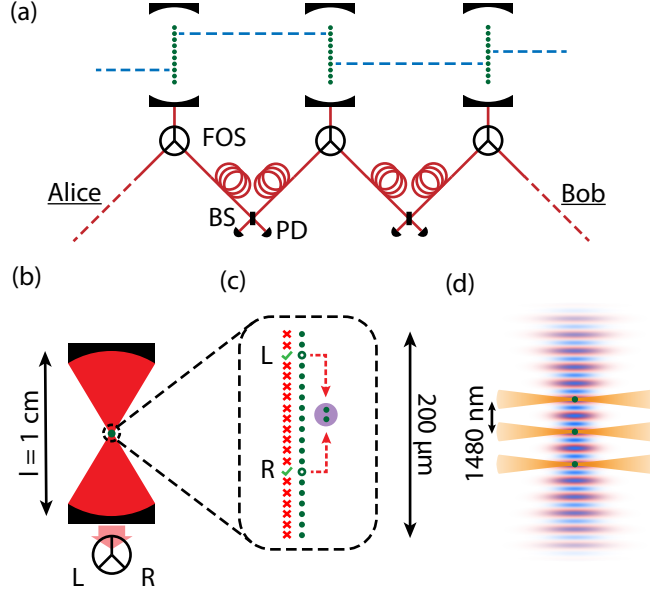 (a)
FOS
Alice
Bob
BS
PD
(b)
(c)
(d)
l = 1 cm
L
R
200 μm
1480 nm
L
R